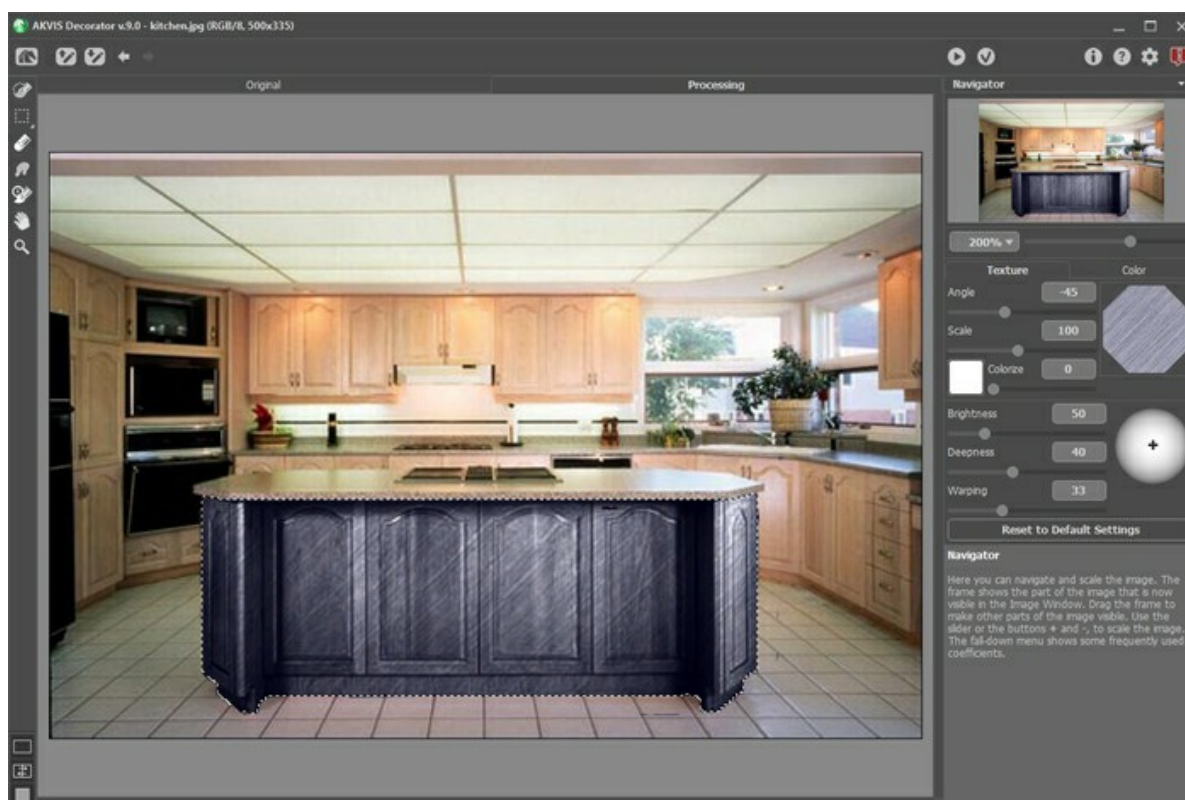 AKVIS Decorator v.9.0 - kitchen.jpg (RGB/8, 500x335)
Original
Processing
Navigator
200%
Texture
Color
Angle
-45
Scale
100
Colorize
0
Brightness
50
Deepness
40
Warping
33
Reset to Default Settings
Navigator
Here you can navigate and scale the image. The
frame shows the part of the image that is now
visible in the Image Window. Drag the frame to
make other parts of the image visible. Use the
slider or the buttons + and -, to scale the image.
The fall-down menu shows some frequently used
coefficients.